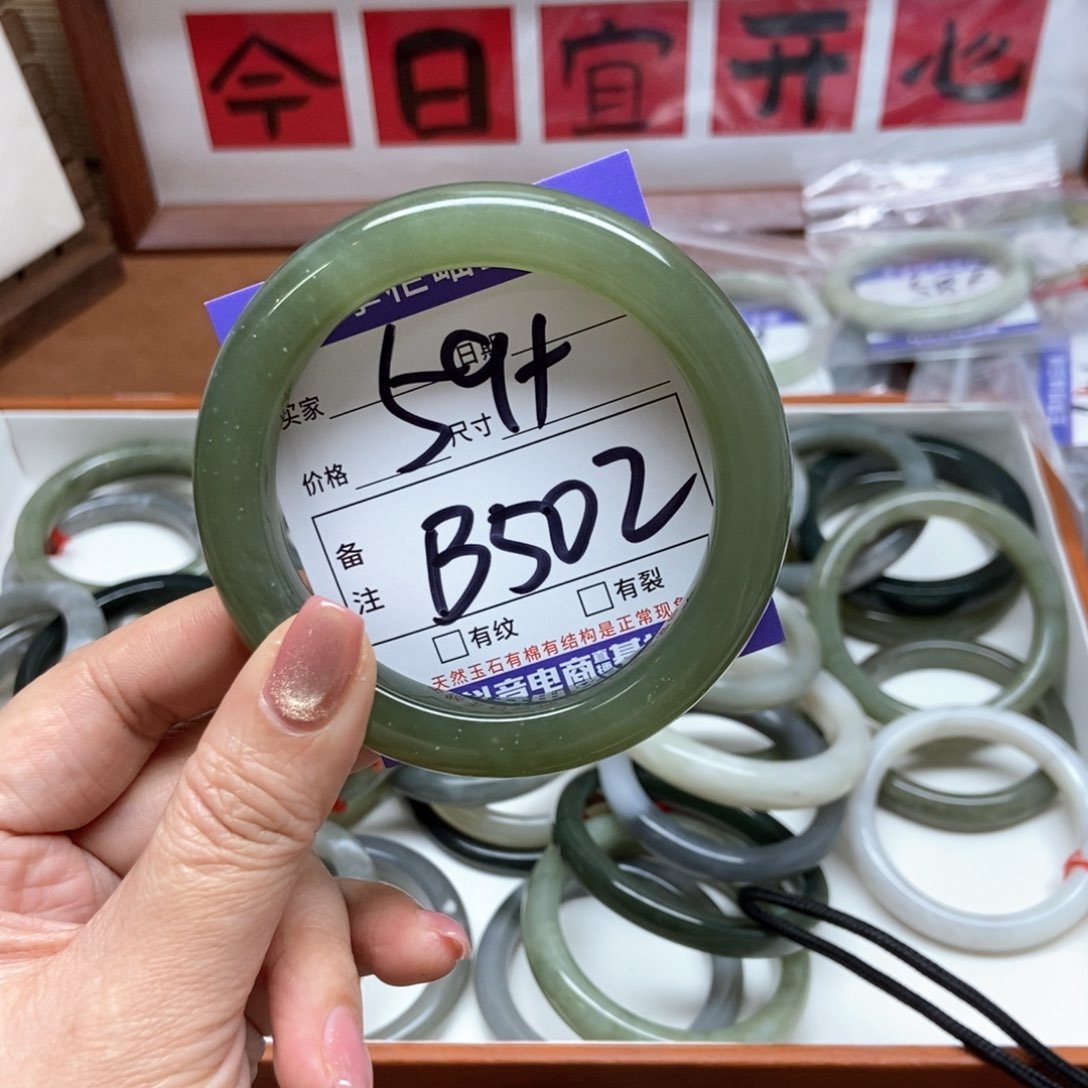 今日宜开心
59+
日期
买家
尺寸
价格
备注
B502
有纹
有裂
天然玉石有棉有结构是正常现象
抖音电商